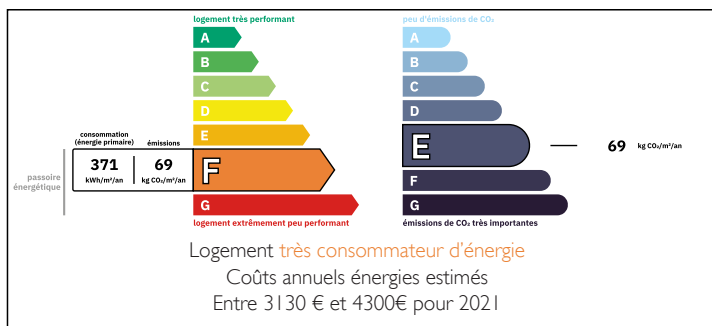 logement très performant
A
B
C
D
E
consommation
(énergie primaire)
émissions
371
kWh/m²/an
69
kg CO₂/m²/an
F
passoire
énergétique
G
logement extrêmement peu performant
peu d'émissions de CO₂
A
B
C
D
E
69 kg CO₂/m²/an
F
G
émissions de CO₂ très importantes
Logement très consommateur d'énergie
Coûts annuels énergies estimés
Entre 3130 € et 4300€ pour 2021